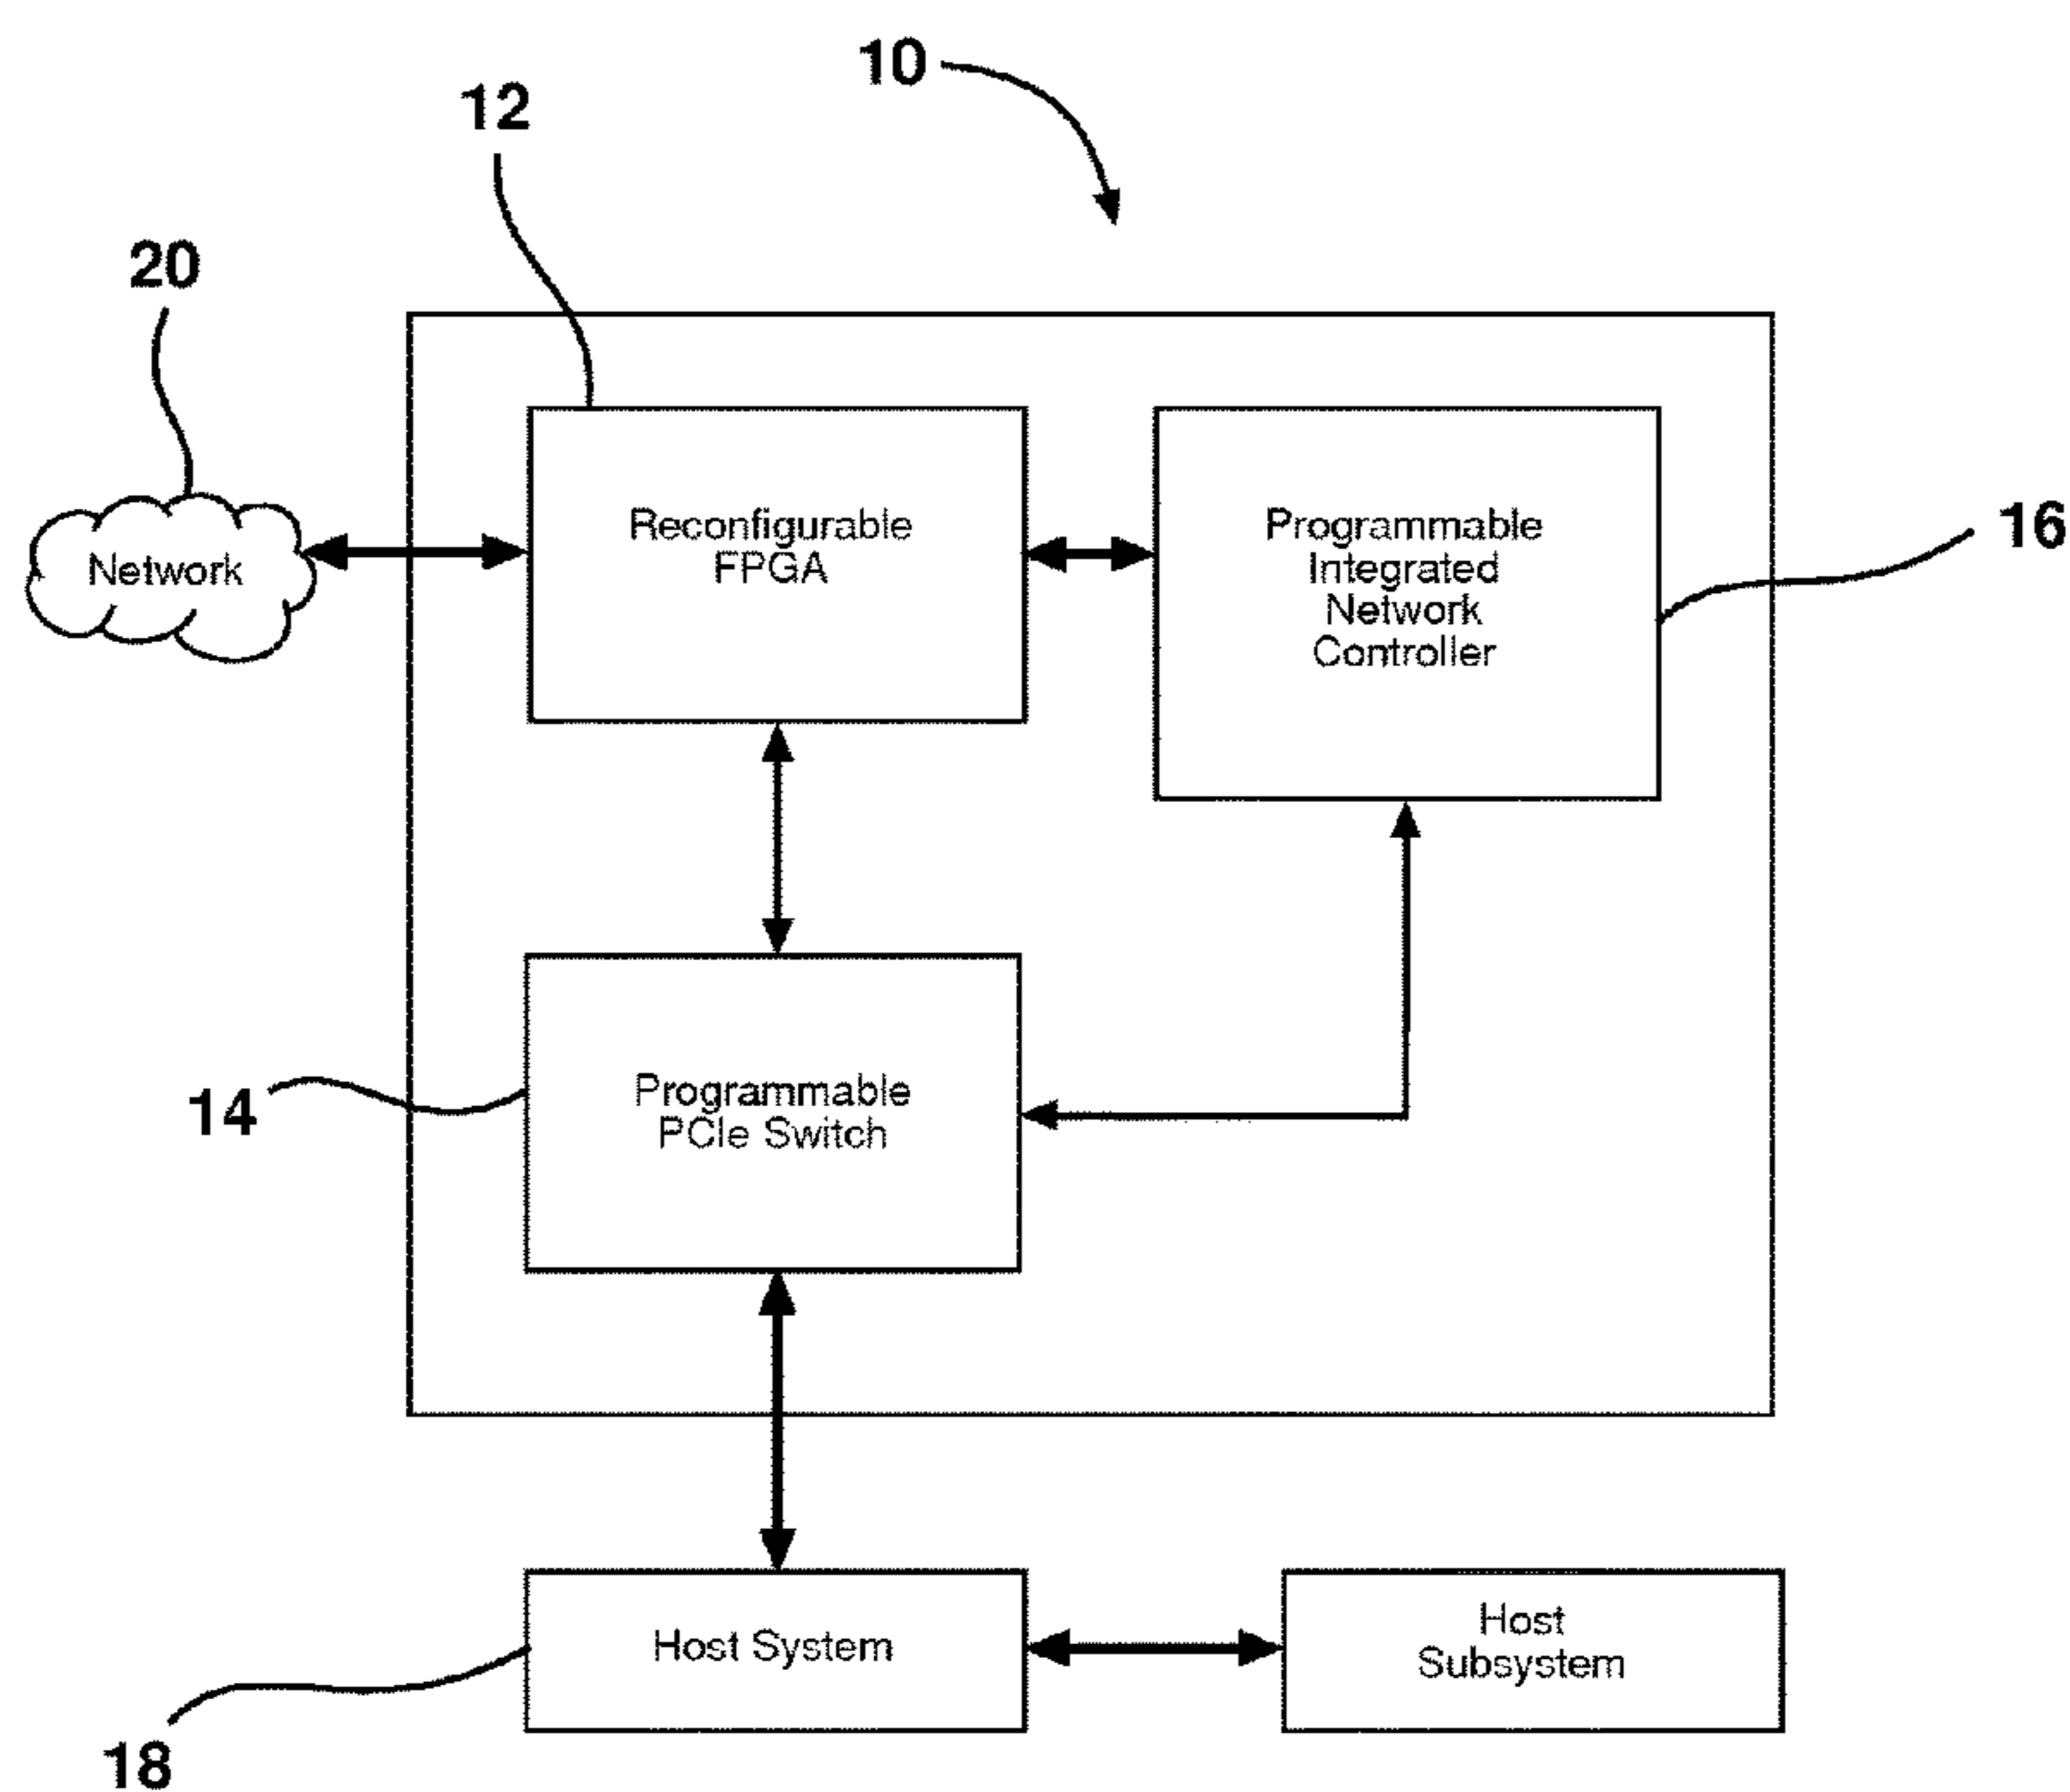 10
12
20
Reconfigurable
FPGA
Programmable
Integrated
Network
Controller
16
Network
14
Programmable
PCIe Switch
Host System
Host
Subsystem
18